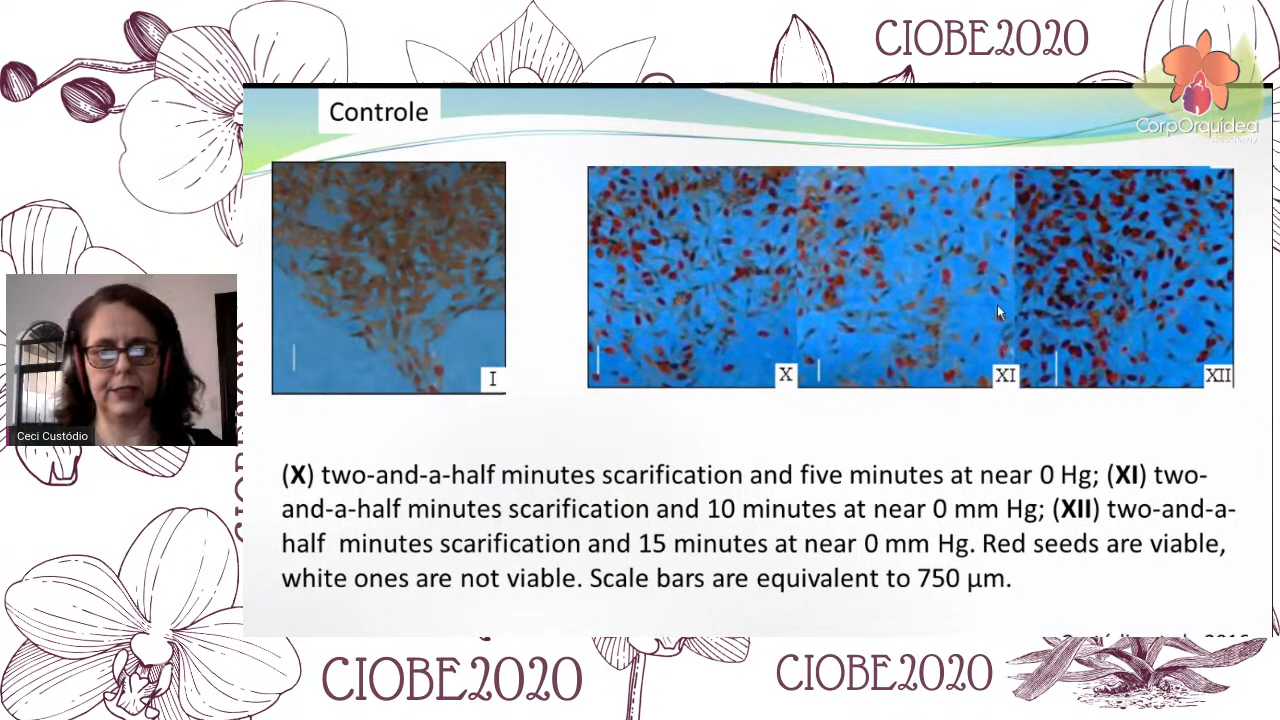 CIOBE2020
CorpOrquídea
Academy
Controle
I
X
XI
XII
Ceci Custódio
(X) two-and-a-half minutes scarification and five minutes at near 0 Hg; (XI) two-
and-a-half minutes scarification and 10 minutes at near 0 mm Hg; (XII) two-and-a-
half minutes scarification and 15 minutes at near 0 mm Hg. Red seeds are viable,
white ones are not viable. Scale bars are equivalent to 750 µm.
CIOBE2020
CIOBE2020